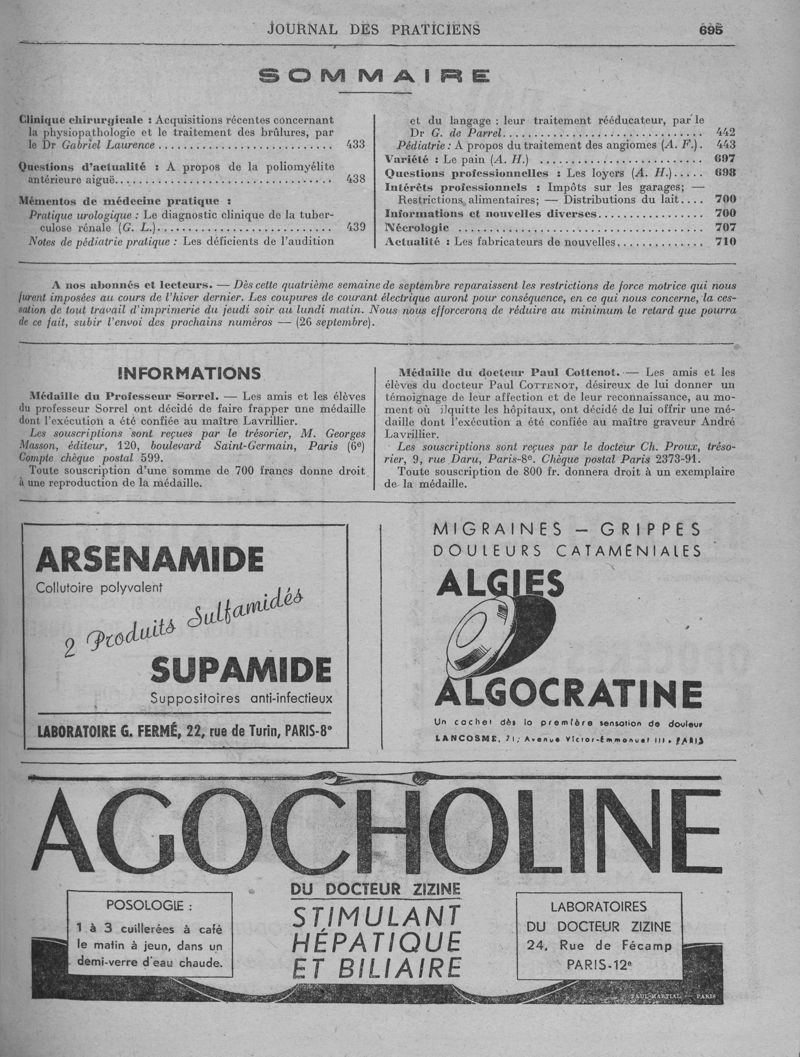 JOURNAL DES PRATICIENS 695
SOMMAIRE
Clinique chirurgicale : Acquisitions récentes concernant
la physiopathologie et le traitement des brûlures, par
le Dr Gabriel Laurence .......................... 433
Questions d'actualité : A propos de la poliomyélite
antérieure aiguë................................ 438
Mémentos de médecine pratique :
Pratique urologique : Le diagnostic clinique de la tuber-
culose rénale (G. L.).......................... 439
Notes de pédiatrie pratique : Les déficients de l'audition
et du langage ; leur traitement rééducateur, par le
Dr G. de Parrel.............................. 442
Pédiatrie : A propos du traitement des angiomes (A. F.). 443
Variété : Le pain (A. H.) ........................ 697
Questions professionnelles : Les loyers (A. H.)..... 698
Intérêts professionnels : Impôts sur les garages; —
Restrictions alimentaires; — Distributions du lait.... 700
Informations et nouvelles diverses................ 700
Nécrologie .................................... 707
Actualité : Les fabricateurs de nouvelles............. 710
A nos abonnés et lecteurs. — Dès cette quatrième semaine de septembre reparaissent les restrictions de force motrice qui nous
furent imposées au cours de l'hiver dernier. Les coupures de courant électrique auront pour conséquence, en ce qui nous concerne, la ces-
sation de tout travail d'imprimerie du jeudi soir au lundi matin. Nous nous efforcerons de réduire au minimum le retard que pourra
de ce fait, subir l'envoi des prochains numéros — (26 septembre).
INFORMATIONS
Médaille du Professeur Sorrel. — Les amis et les élèves
du professeur Sorrel ont décidé de faire frapper une médaille
dont l'exécution a été confiée au maître Lavrillier.
Les souscriptions sont reçues par le trésorier, M. Georges
Masson, éditeur, 120, boulevard Saint-Germain, Paris (6e)
Compte chèque postal 599.
Toute souscription d'une somme de 700 francs donne droit
à une reproduction de la médaille.
Médaille du docteur Paul Cottenot. — Les amis et les
élèves du docteur Paul COTTENOT, désireux de lui donner un
témoignage de leur affection et de leur reconnaissance, au mo-
ment où ilquitte les hôpitaux, ont décidé de lui offrir une mé-
daille dont l'exécution a été confiée au maître graveur André
Lavrillier.
Les souscriptions sont reçues par le docteur Ch. Proux, tréso-
rier, 9, rue Daru, Paris-8e. Chèque postal Paris 2373-91.
Toute souscription de 800 fr. donnera droit à un exemplaire
de la médaille.
ARSENAMIDE
Collutoire polyvalent
2 Produits Sulfamidés
SUPAMIDE
Suppositoires anti-infectieux
LABORATOIRE G. FERMÉ, 22, rue de Turin, PARIS-8e
MIGRAINES — GRIPPES
DOULEURS CATAMÉNIALES
ALGIES
ALGOCRATINE
Un cachet dès la première sensation de douleur
LANCOSME, 71, Avenue Victor-Emmanuel III, PARIS
AGOCHOLINE
DU DOCTEUR ZIZINE
STIMULANT
HÉPATIQUE
ET BILIAIRE
POSOLOGIE :
1 à 3 cuillerées à café
le matin à jeun, dans un
demi-verre d'eau chaude.
LABORATOIRES
DU DOCTEUR ZIZINE
24, Rue de Fécamp
PARIS-12e
PAUL MARTIAL — PARIS